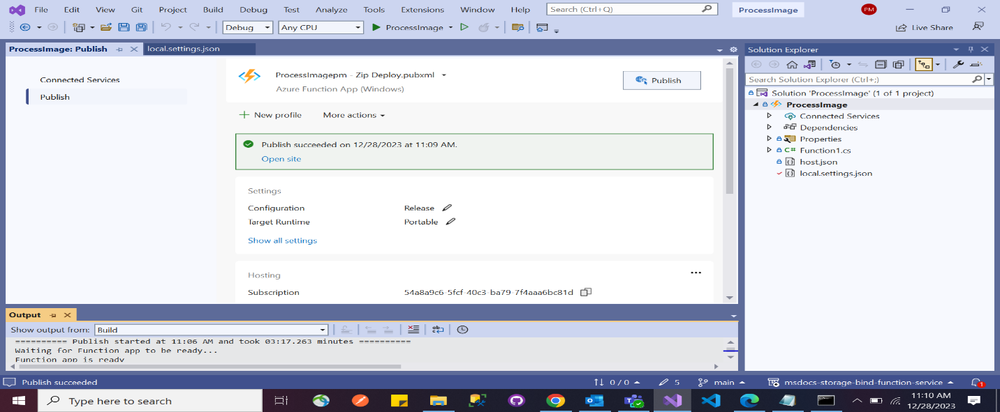 File Edit View Git Project Build Debug Test Analyze Tools Extensions Window Help Search (Ctrl+Q) ProcessImage PM
Debug Any CPU ProcessImage Live Share
ProcessImage: Publish local.settings.json
Connected Services
Publish
ProcessImagepm - Zip Deploy.pubxml
Azure Function App (Windows)
Publish
New profile More actions
Publish succeeded on 12/28/2023 at 11:09 AM.
Open site
Settings
Configuration Release
Target Runtime Portable
Show all settings
Hosting
Subscription 54a8a9c6-5fcf-40c3-ba79-7f4aaa6bc81d
Solution Explorer
Search Solution Explorer (Ctrl+;)
Solution 'ProcessImage' (1 of 1 project)
ProcessImage
Connected Services
Dependencies
Properties
C# Function1.cs
host.json
local.settings.json
Output
Show output from: Build
========== Publish started at 11:06 AM and took 03:17.263 minutes ==========
Waiting for Function app to be ready...
Function app is ready
Publish succeeded 0 / 0 5 main msdocs-storage-bind-function-service 1
Type here to search
11:10 AM
12/28/2023